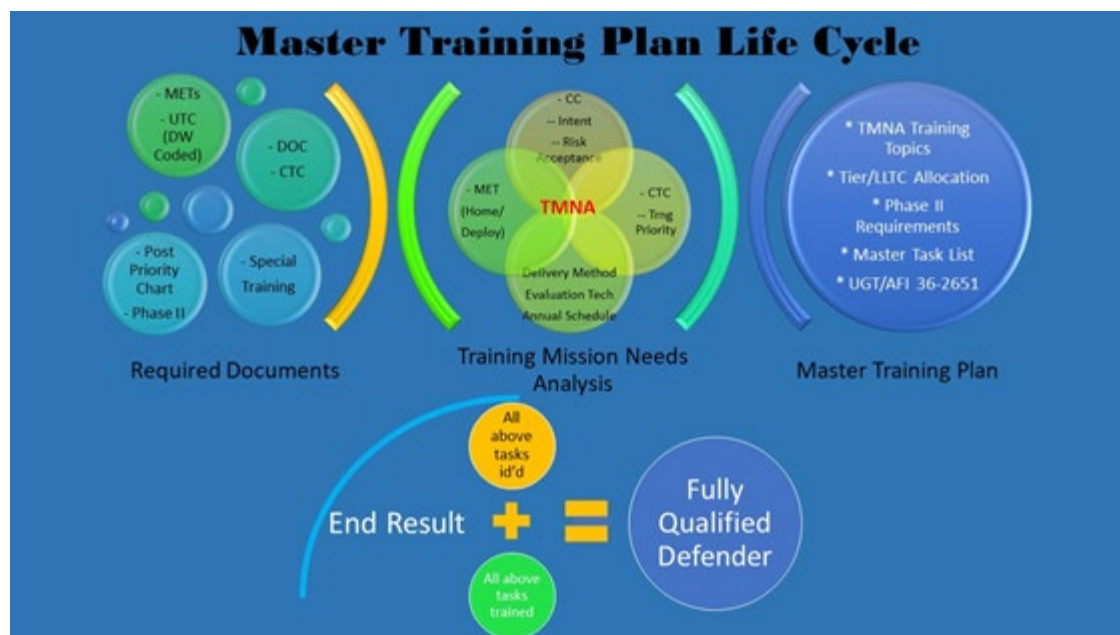 Master Training Plan Life Cycle
- METs
- UTC
(DW
Coded)
- DOC
- CTC
- Post
Priority
Chart
- Phase II
- Special
Training
Required Documents
- CC
-- Intent
-- Risk
Acceptance
- MET
(Home/
Deploy)
TMNA
- CTC
-- Trng
Priority
Delivery Method
Evaluation Tech
Annual Schedule
Training Mission Needs
Analysis
* TMNA Training
Topics
* Tier/LLTC Allocation
* Phase II
Requirements
* Master Task List
* UGT/AFI 36-2651
Master Training Plan
End Result
All
above
tasks
id'd
+
All above
tasks
trained
=
Fully
Qualified
Defender